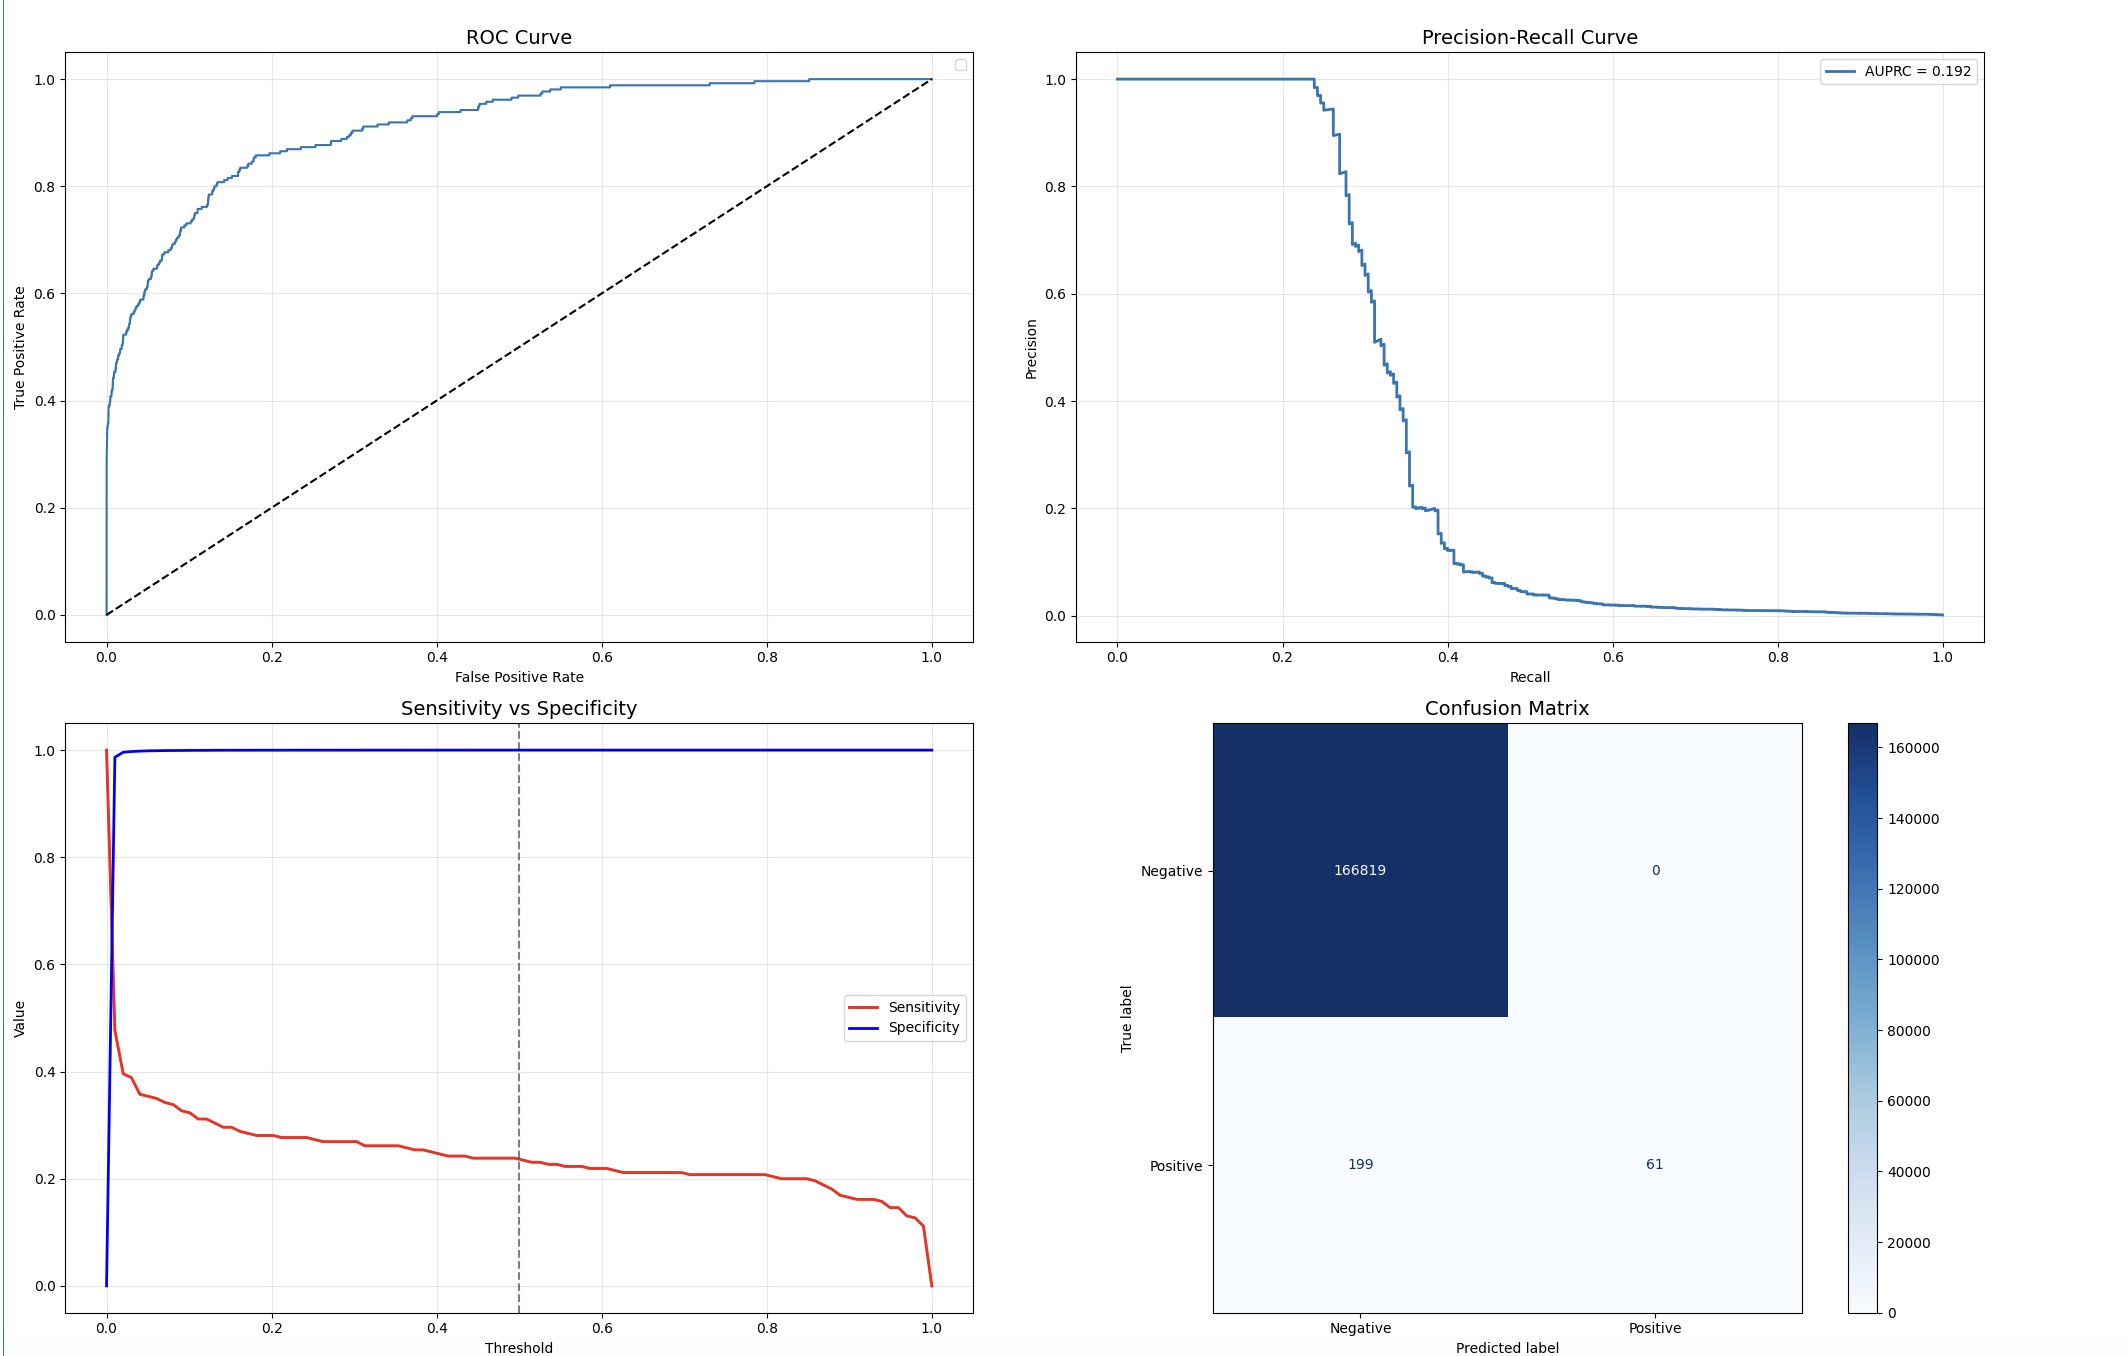 ROC Curve
1.0
0.8
0.6
0.4
0.2
0.0
True Positive Rate
0.0 0.2 0.4 0.6 0.8 1.0
False Positive Rate
Precision-Recall Curve
AUPRC = 0.192
1.0
0.8
0.6
0.4
0.2
0.0
Precision
0.0 0.2 0.4 0.6 0.8 1.0
Recall
Sensitivity vs Specificity
1.0
0.8
0.6
0.4
0.2
0.0
Value
Sensitivity
Specificity
0.0 0.2 0.4 0.6 0.8 1.0
Threshold
Confusion Matrix
Negative 166819 0
True label
Positive 199 61
Negative Positive
Predicted label
160000
140000
120000
100000
80000
60000
40000
20000
0